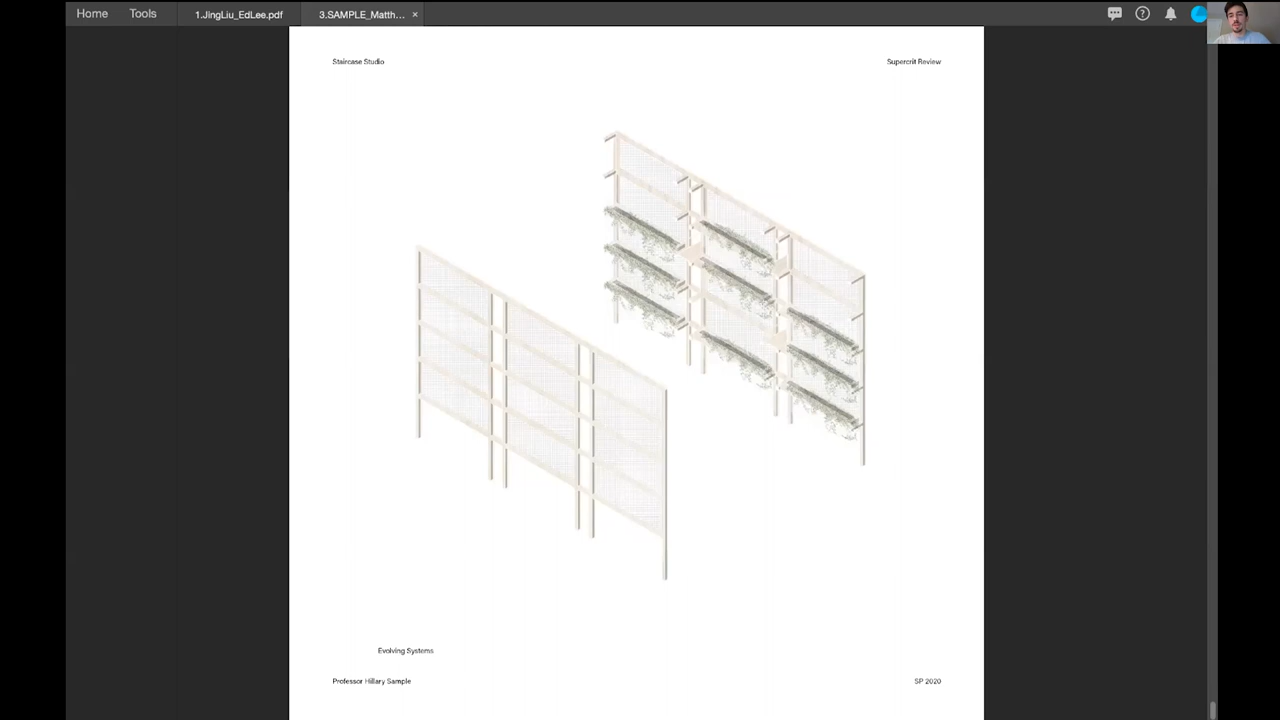 Home Tools 1.JingLiu_EdLee.pdf 3.SAMPLE_Matth... ×
Staircase Studio Supercrit Review
Evolving Systems
Professor Hillary Sample SP 2020